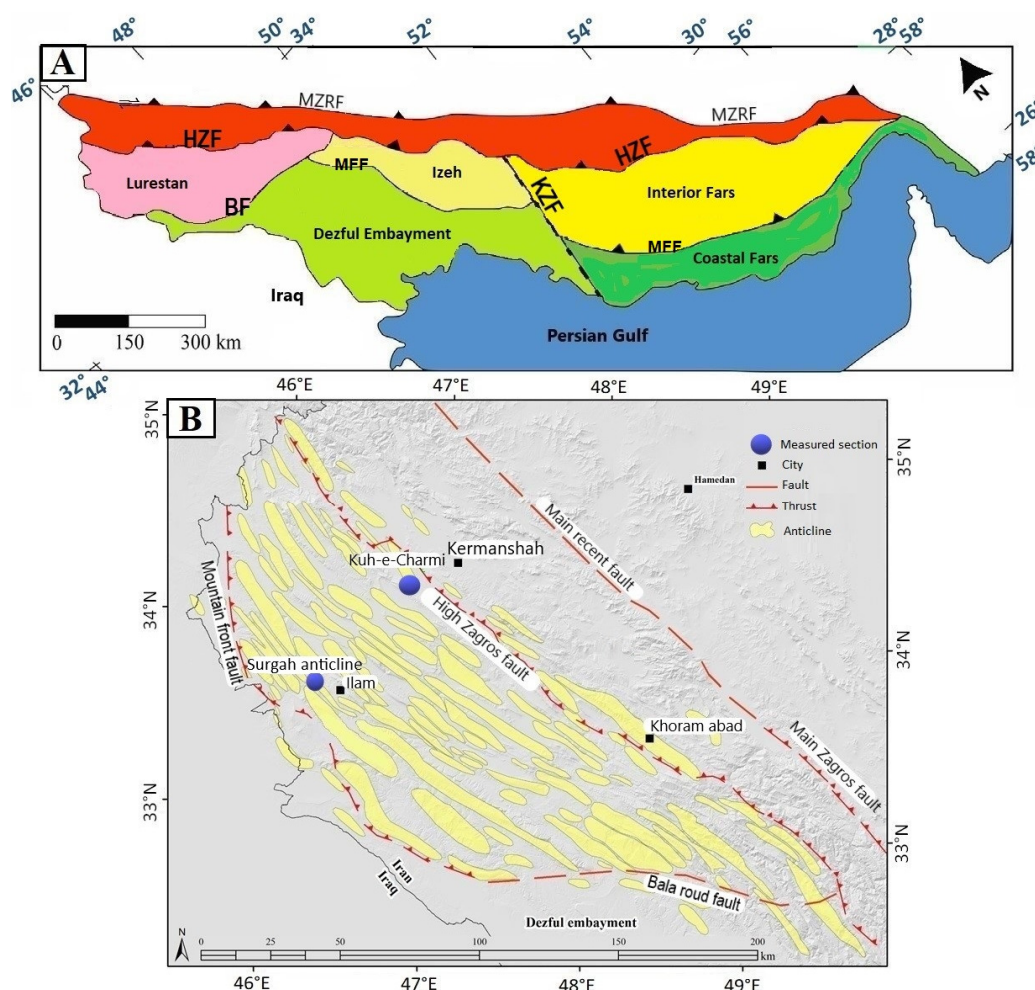 48° 50° 34° 52° 54° 30° 56° 28° 58°
A
46°
N
MZRF
MZRF
26°
58°
HZF
HZF
Lurestan
MFF
Izeh
KZF
Interior Fars
BF
Dezful Embayment
MFF
Coastal Fars
Iraq
Persian Gulf
0 150 300 km
32° 44°
46°E 47°E 48°E 49°E
B
35°N
35°N
Measured section
City
Fault
Thrust
Anticline
Hamedan
Main recent fault
Kermanshah
Kuh-e-Charmi
34°N
34°N
High Zagros fault
Mountain front fault
Surgah anticline
Ilam
Khoram abad
Main Zagros fault
33°N
33°N
Iran
Iraq
Bala roud fault
Dezful embayment
N
0 25 50 100 150 200
km
46°E 47°E 48°E 49°E